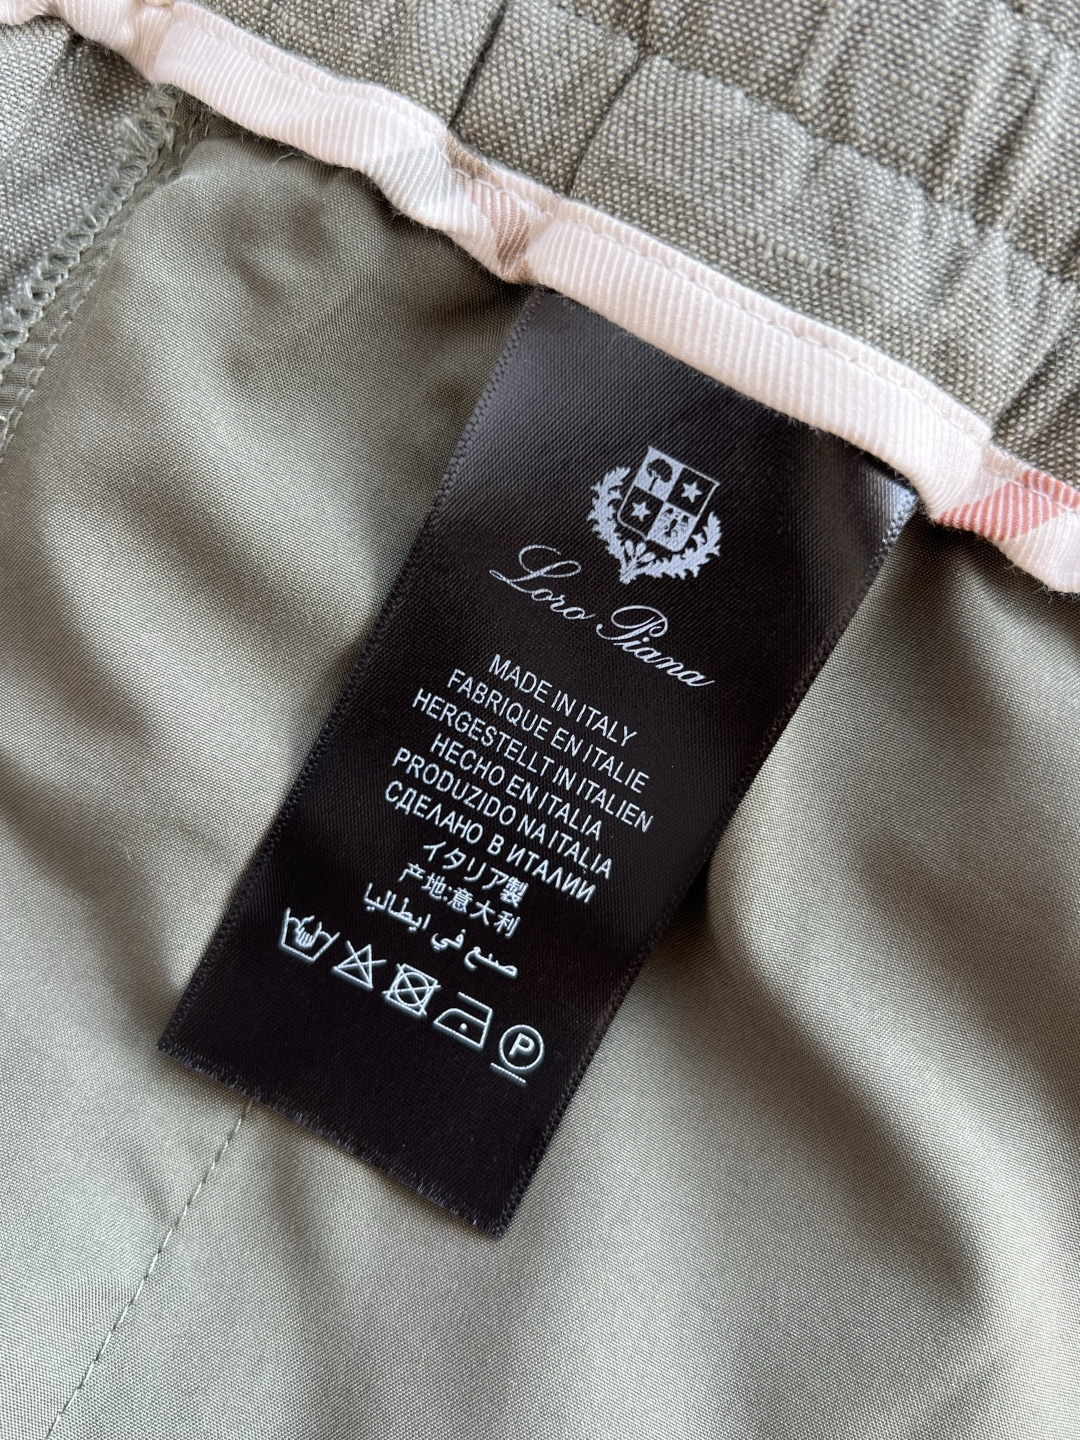 Loro Piana
MADE IN ITALY
FABRIQUE EN ITALIE
HERGESTELLT IN ITALIEN
HECHO EN ITALIA
PRODUZIDO NA ITALIA
СДЕЛАНО В ИТАЛИИ
イタリア製
产地:意大利
صنع في ايطاليا
P